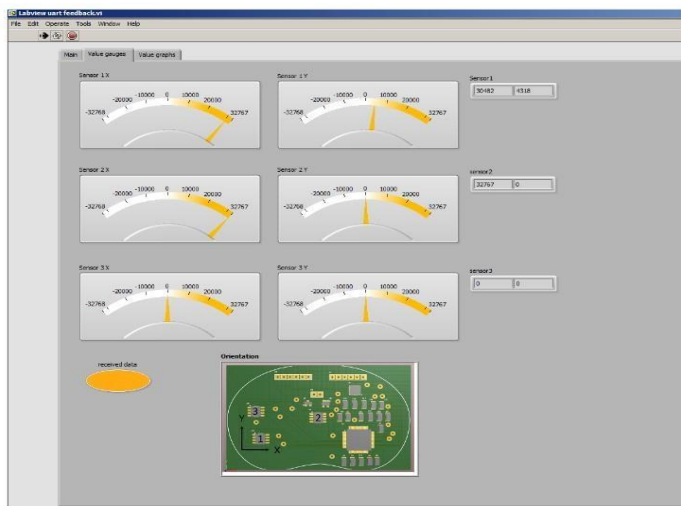 Labview uart feedback.vi
File Edit Operate Tools Window Help
Main Value gauges Value graphs
Sensor 1 X
-32768 -20000 -10000 0 10000 20000 32767
Sensor 1 Y
-32768 -20000 -10000 0 10000 20000 32767
Sensor1
30482 4318
Sensor 2 X
-32768 -20000 -10000 0 10000 20000 32767
Sensor 2 Y
-32768 -20000 -10000 0 10000 20000 32767
sensor2
32767 0
Sensor 3 X
-32768 -20000 -10000 0 10000 20000 32767
Sensor 3 Y
-32768 -20000 -10000 0 10000 20000 32767
sensor3
0
received data
Orientation
3
2
Y
1
X